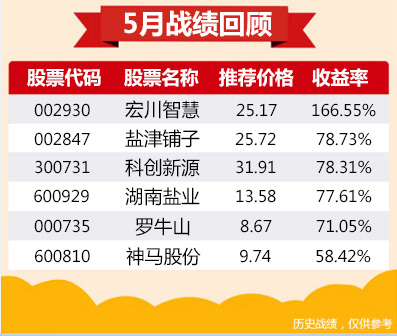 5月战绩回顾
股票代码 股票名称 推荐价格 收益率
002930 宏川智慧 25.17 166.55%
002847 盐津铺子 25.72 78.73%
300731 科创新源 31.91 78.31%
600929 湖南盐业 13.58 77.61%
000735 罗牛山 8.67 71.05%
600810 神马股份 9.74 58.42%
历史战绩，仅供参考